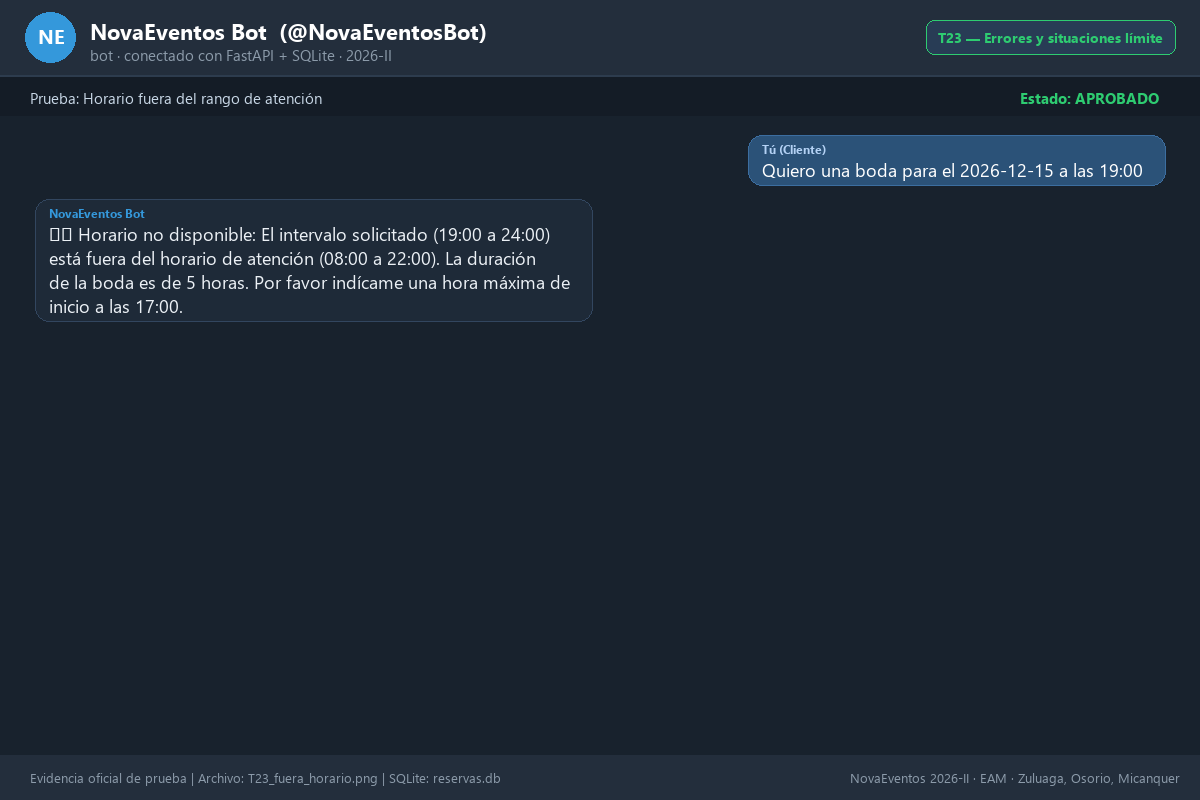 NE
NovaEventos Bot (@NovaEventosBot)
bot · conectado con FastAPI + SQLite · 2026-II
T23 — Errores y situaciones límite
Prueba: Horario fuera del rango de atención
Estado: APROBADO
Tú (Cliente)
Quiero una boda para el 2026-12-15 a las 19:00
NovaEventos Bot
▯▯ Horario no disponible: El intervalo solicitado (19:00 a 24:00)
está fuera del horario de atención (08:00 a 22:00). La duración
de la boda es de 5 horas. Por favor indícame una hora máxima de
inicio a las 17:00.
Evidencia oficial de prueba | Archivo: T23_fuera_horario.png | SQLite: reservas.db
NovaEventos 2026-II · EAM · Zuluaga, Osorio, Micanquer